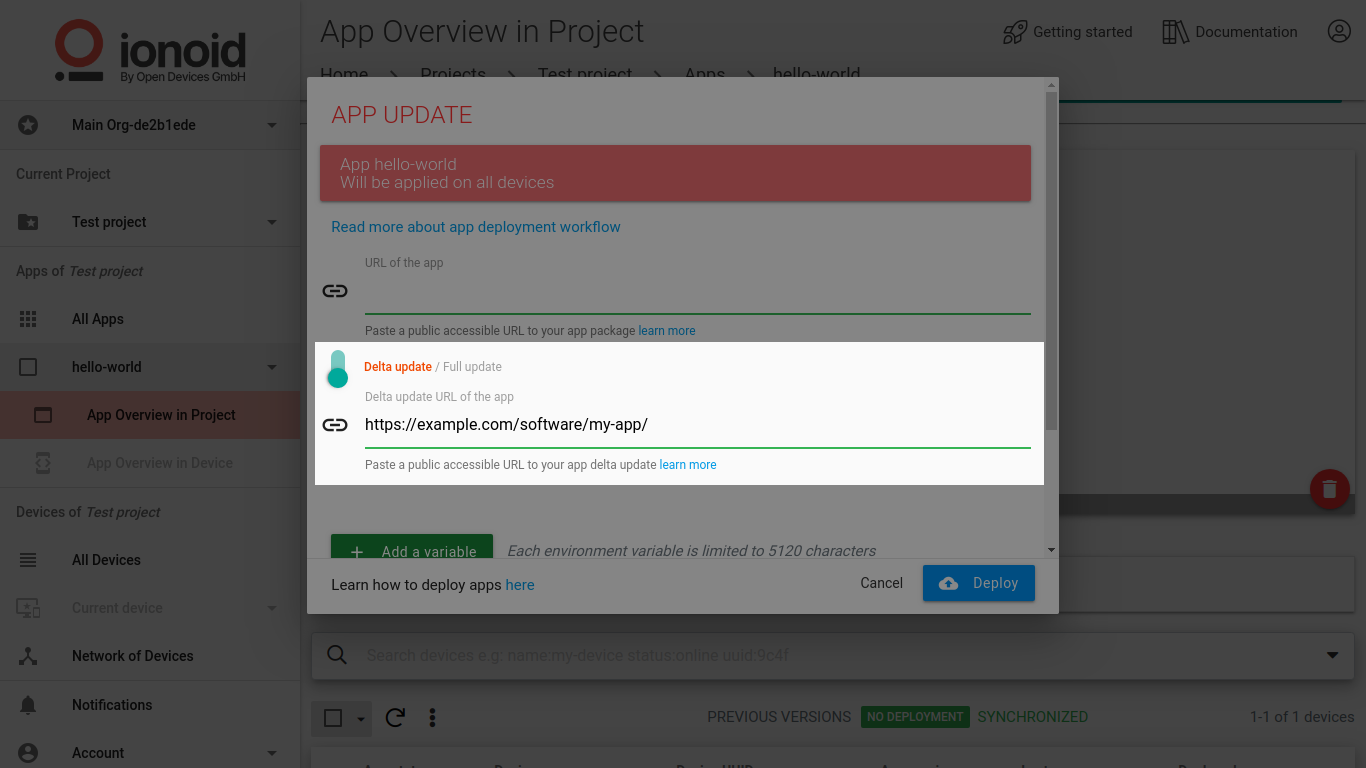 ionoid
By Open Devices GmbH
App Overview in Project
Getting started
Documentation
Home > Projects > Test project > Apps > hello-world
Main Org-de2b1ede
Current Project
Test project
Apps of Test project
All Apps
hello-world
App Overview in Project
App Overview in Device
Devices of Test project
All Devices
Current device
Network of Devices
Notifications
Account
APP UPDATE
App hello-world
Will be applied on all devices
Read more about app deployment workflow
URL of the app
Paste a public accessible URL to your app package learn more
Delta update / Full update
Delta update URL of the app
https://example.com/software/my-app/
Paste a public accessible URL to your app delta update learn more
+ Add a variable
Each environment variable is limited to 5120 characters
Learn how to deploy apps here
Cancel
Deploy
Search devices e.g: name:my-device status:online uuid:9c4f
PREVIOUS VERSIONS
NO DEPLOYMENT
SYNCHRONIZED
1-1 of 1 devices